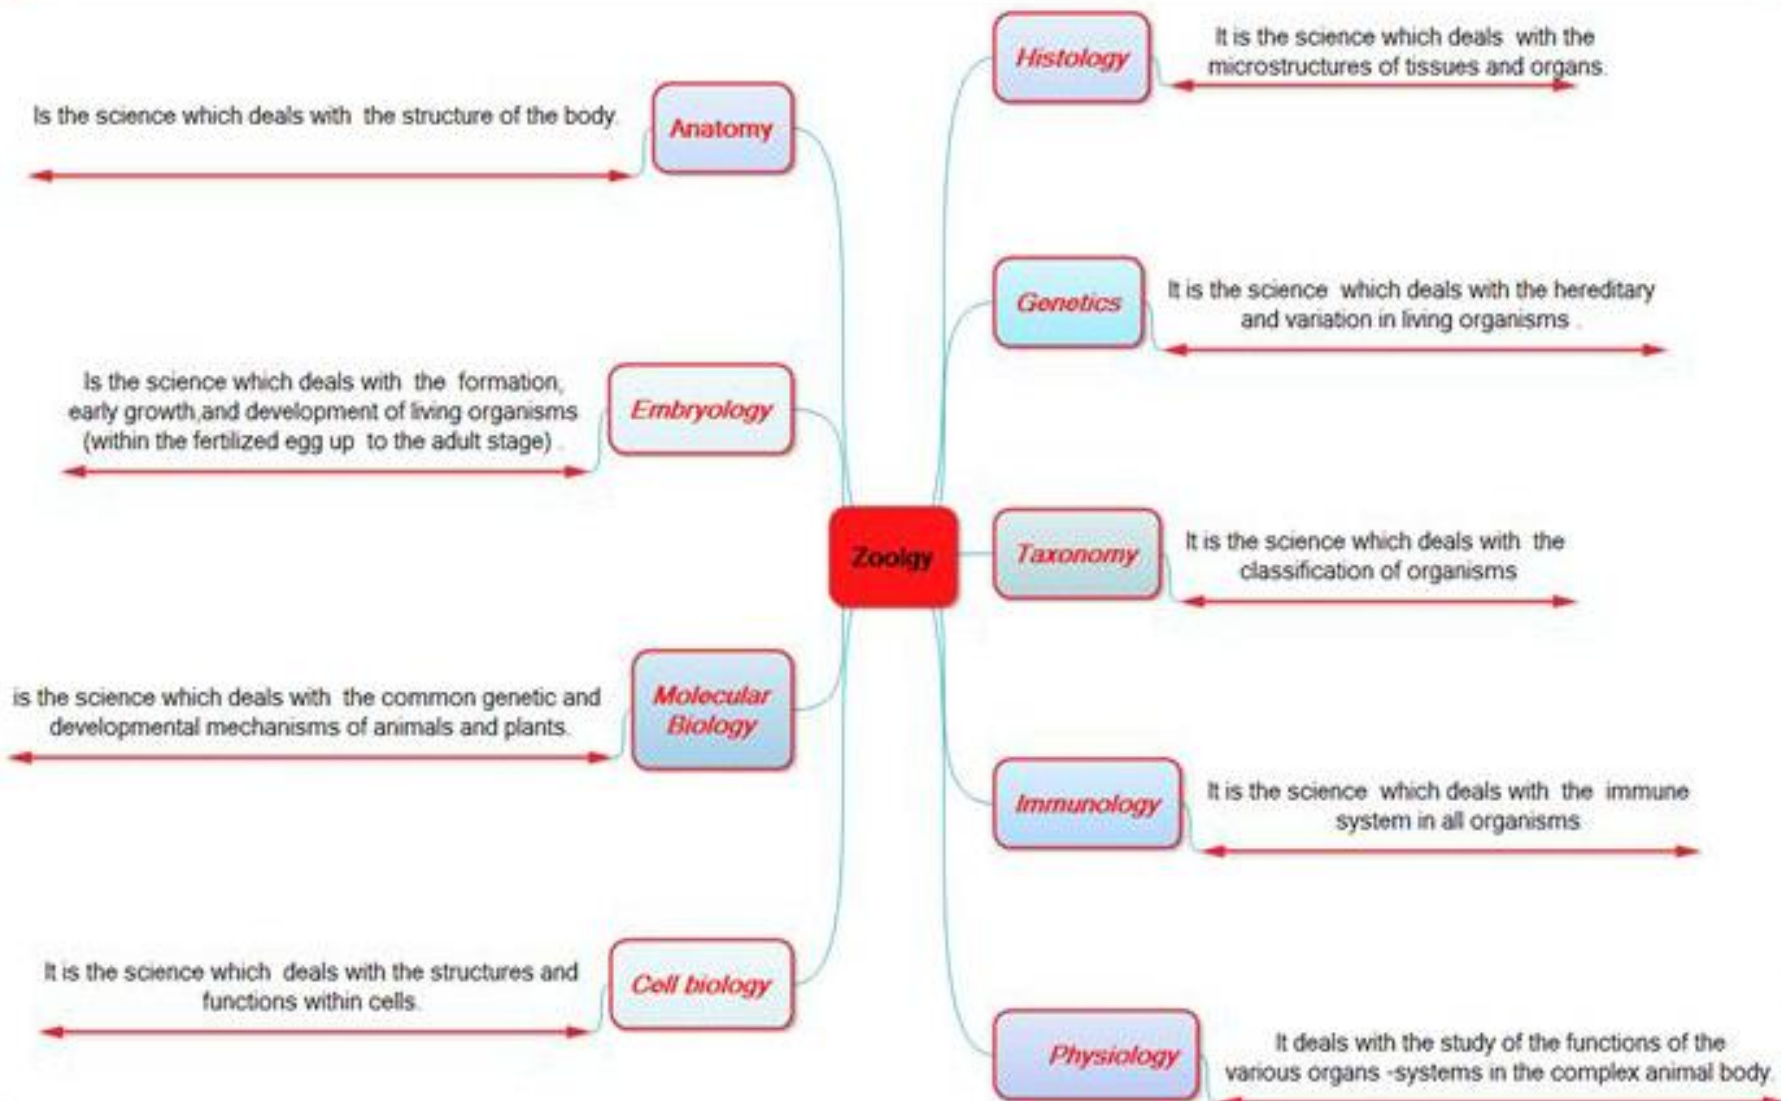 Is the science which deals with the structure of the body.
Anatomy
Is the science which deals with the formation,
early growth,and development of living organisms
(within the fertilized egg up to the adult stage) .
Embryology
is the science which deals with the common genetic and
developmental mechanisms of animals and plants.
Molecular
Biology
It is the science which deals with the structures and
functions within cells.
Cell biology
Zoolgy
Histology
It is the science which deals with the
microstructures of tissues and organs.
Genetics
It is the science which deals with the hereditary
and variation in living organisms .
Taxonomy
It is the science which deals with the
classification of organisms
Immunology
It is the science which deals with the immune
system in all organisms
Physiology
It deals with the study of the functions of the
various organs -systems in the complex animal body.